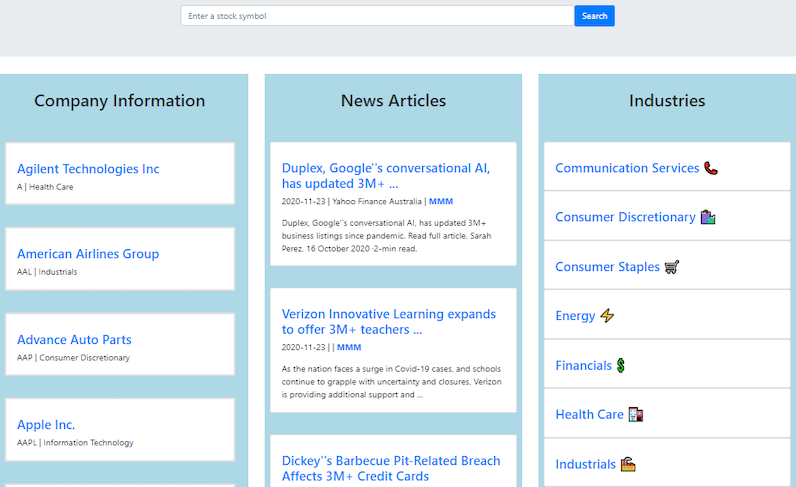 Enter a stock symbol
Search
Company Information
Agilent Technologies Inc
A | Health Care
American Airlines Group
AAL | Industrials
Advance Auto Parts
AAP | Consumer Discretionary
Apple Inc.
AAPL | Information Technology
News Articles
Duplex, Google''s conversational AI,
has updated 3M+ ...
2020-11-23 | Yahoo Finance Australia | MMM
Duplex, Google''s conversational AI, has updated 3M+
business listings since pandemic. Read full article. Sarah
Perez. 16 October 2020 ·2-min read.
Verizon Innovative Learning expands
to offer 3M+ teachers ...
2020-11-23 | | MMM
As the nation faces a surge in Covid-19 cases, and schools
continue to grapple with uncertainty and closures, Verizon
is providing additional support and ...
Dickey''s Barbecue Pit-Related Breach
Affects 3M+ Credit Cards
Industries
Communication Services
Consumer Discretionary
Consumer Staples
Energy
Financials
Health Care
Industrials